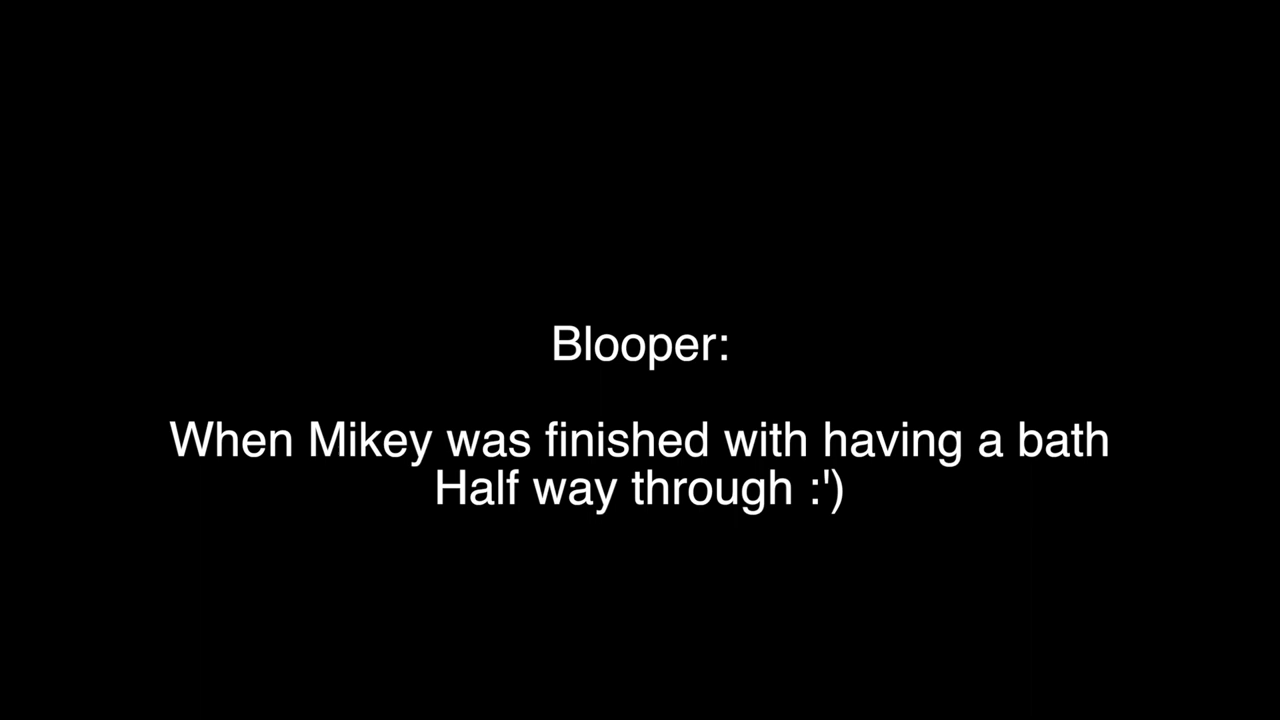 Blooper:
When Mikey was finished with having a bath
Half way through :')